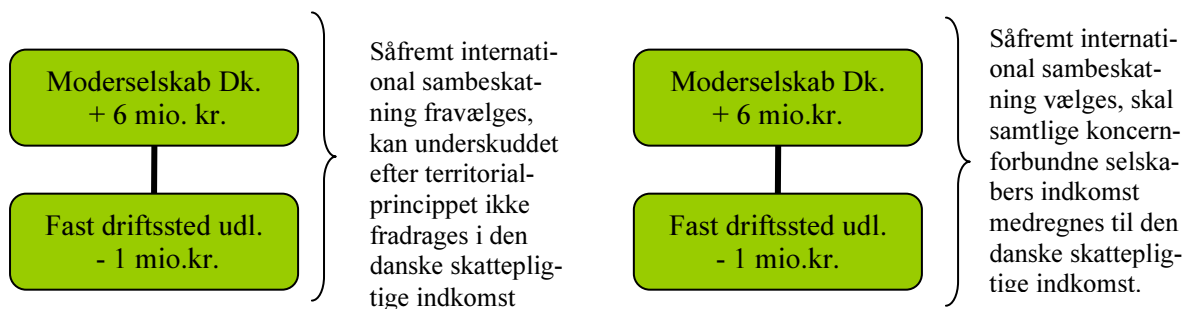 Moderselskab Dk.
+ 6 mio. kr.
Fast driftssted udl.
- 1 mio.kr.
Såfremt internati-
onal sambeskat-
ning fravælges,
kan underskuddet
efter territorial-
princippet ikke
fradrages i den
danske skatteplig-
tige indkomst
Moderselskab Dk.
+ 6 mio.kr.
Fast driftssted udl.
- 1 mio.kr.
Såfremt internati-
onal sambeskat-
ning vælges, skal
samtlige koncern-
forbundne selska-
bers indkomst
medregnes til den
danske skatteplig-
tige indkomst.